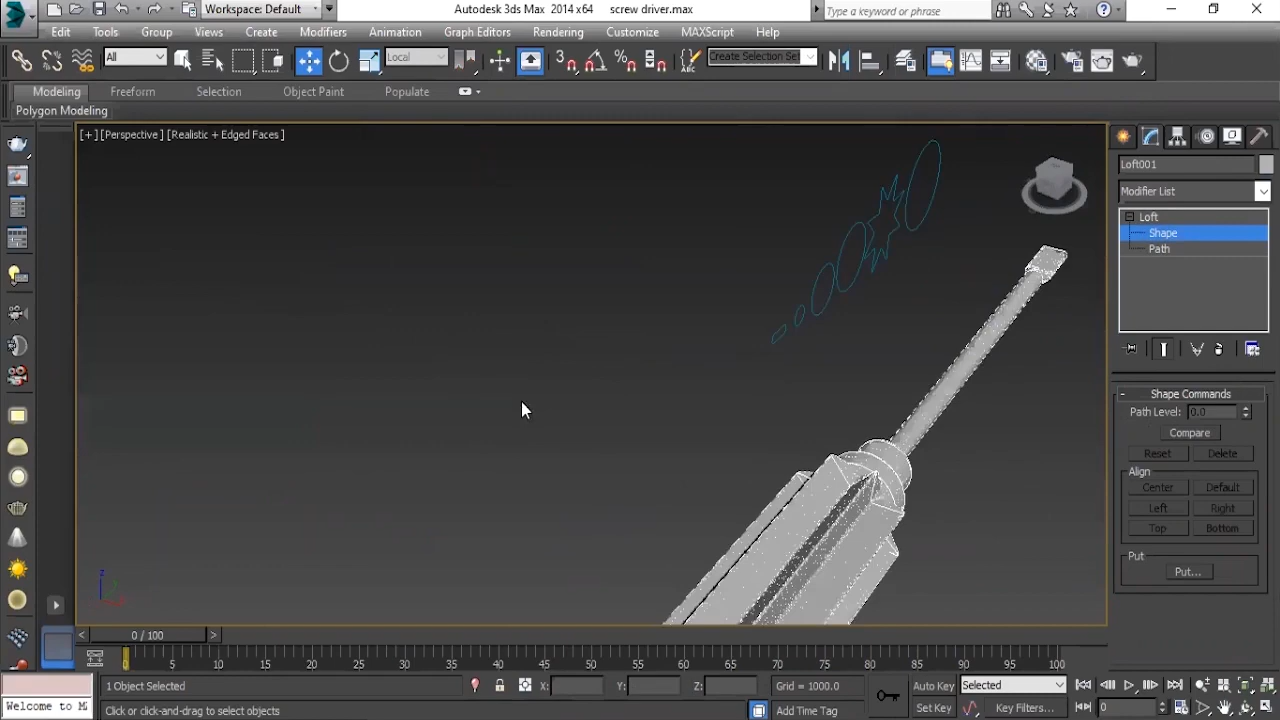 Workspace: Default
Autodesk 3ds Max 2014 x64 screw driver.max
Type a keyword or phrase
Edit Tools Group Views Create Modifiers Animation Graph Editors Rendering Customize MAXScript Help
All Local 3 Create Selection Set
Modeling Freeform Selection Object Paint Populate
Polygon Modeling
[+] [Perspective] [Realistic + Edged Faces]
Loft001
Modifier List
Loft
Shape
Path
Shape Commands
Path Level: 0.0
Compare
Reset Delete
Align
Center Default
Left Right
Top Bottom
Put
Put...
z
0 / 100
0 5 10 15 20 25 30 35 40 45 50 55 60 65 70 75 80 85 90 95 100
1 Object Selected X: Y: Z: Grid = 1000.0 Auto Key Selected
Welcome to M
Click or click-and-drag to select objects Add Time Tag Set Key Key Filters... 0